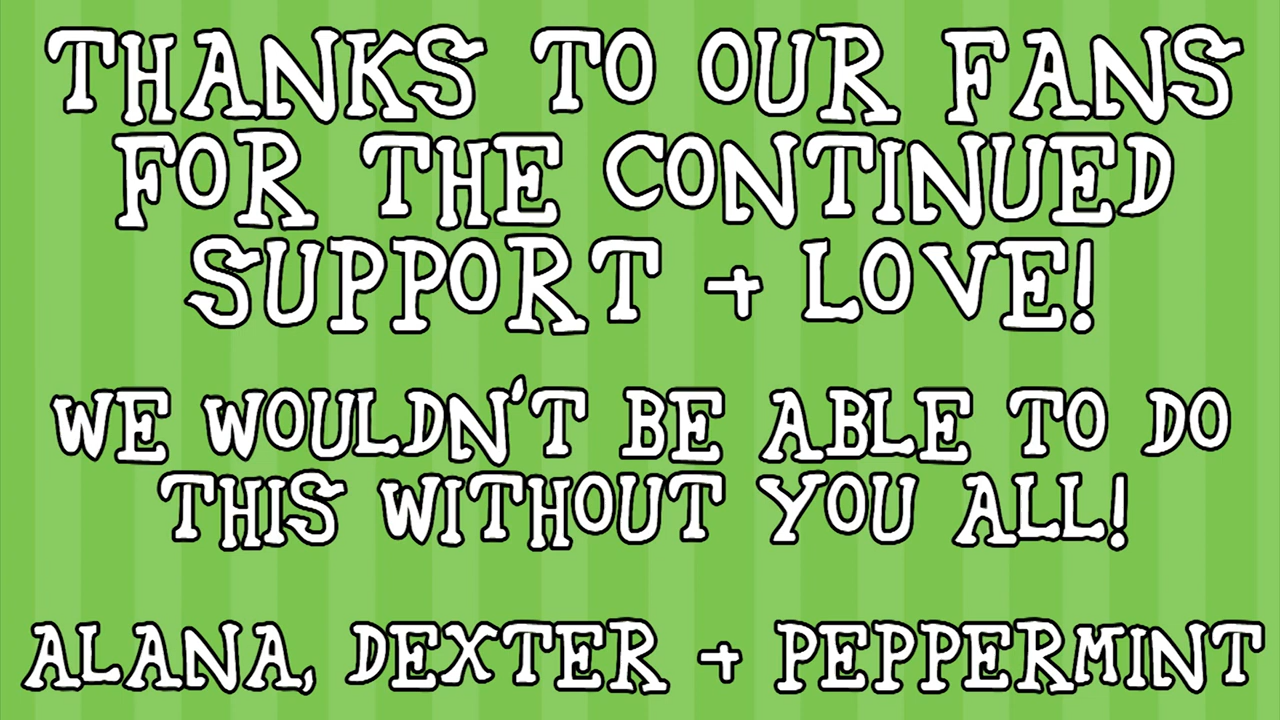 THANKS TO OUR FANS
FOR THE CONTINUED
SUPPORT + LOVE!
WE WOULDN'T BE ABLE TO DO
THIS WITHOUT YOU ALL!
ALANA, DEXTER + PEPPERMINT